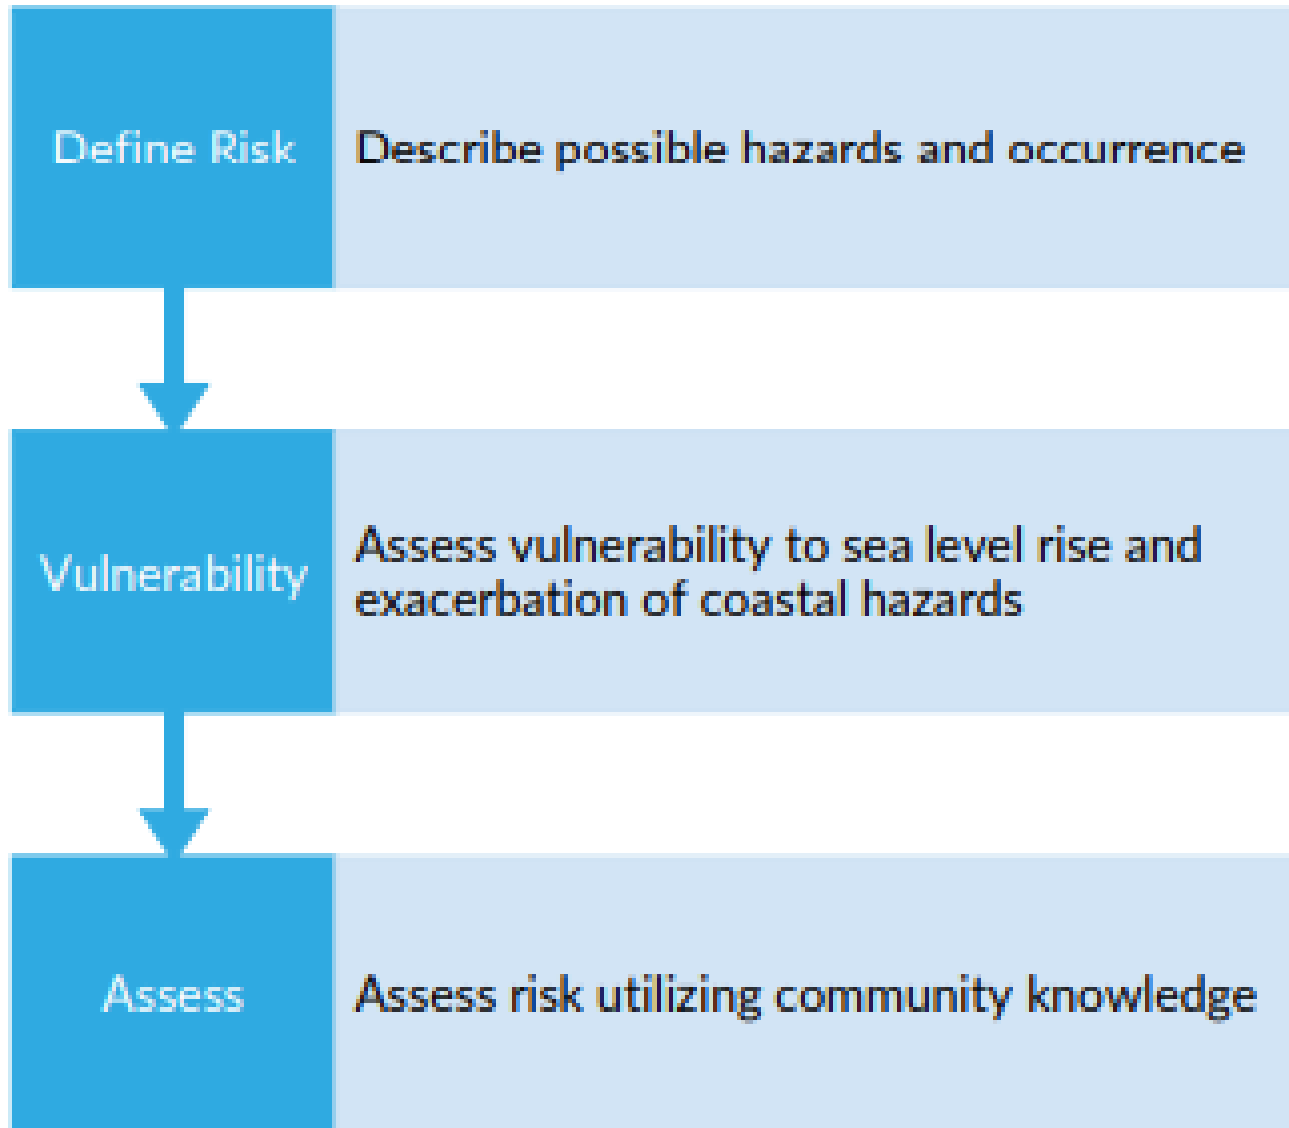 Define Risk
Describe possible hazards and occurrence
Vulnerability
Assess vulnerability to sea level rise and
exacerbation of coastal hazards
Assess
Assess risk utilizing community knowledge